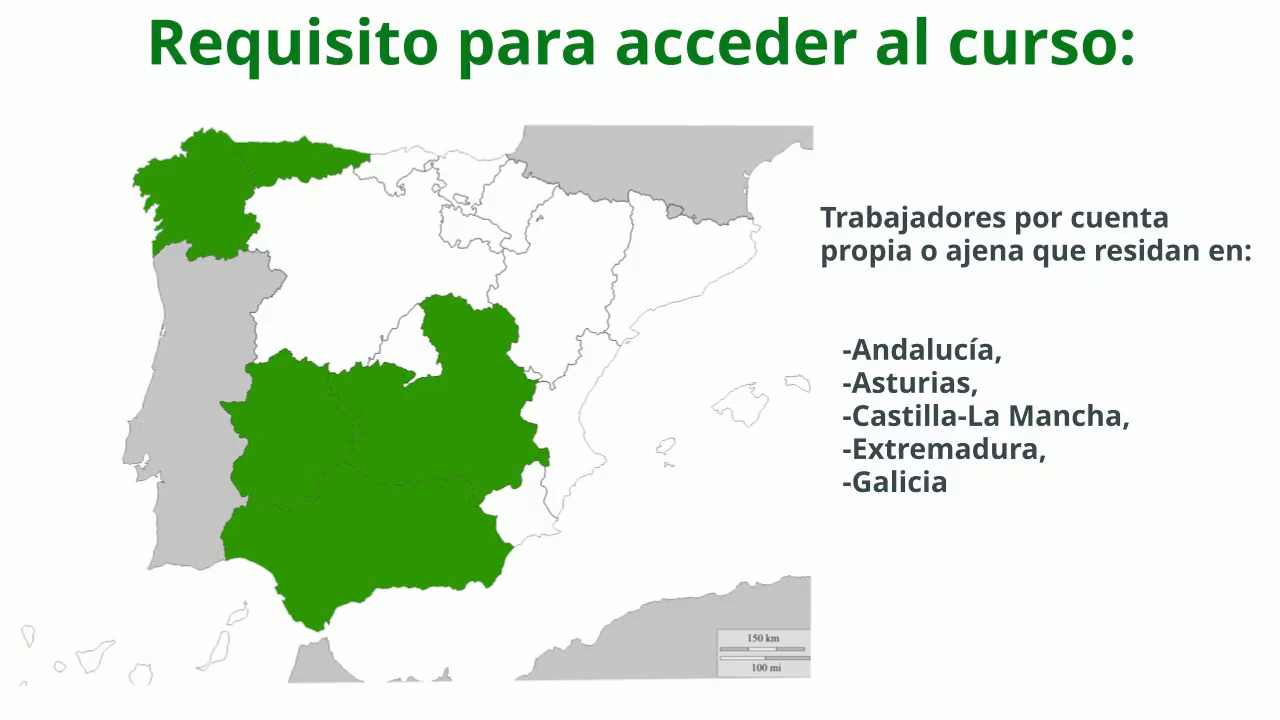 Requisito para acceder al curso:
Trabajadores por cuenta
propia o ajena que residan en:
-Andalucía,
-Asturias,
-Castilla-La Mancha,
-Extremadura,
-Galicia
150 km
100 mi